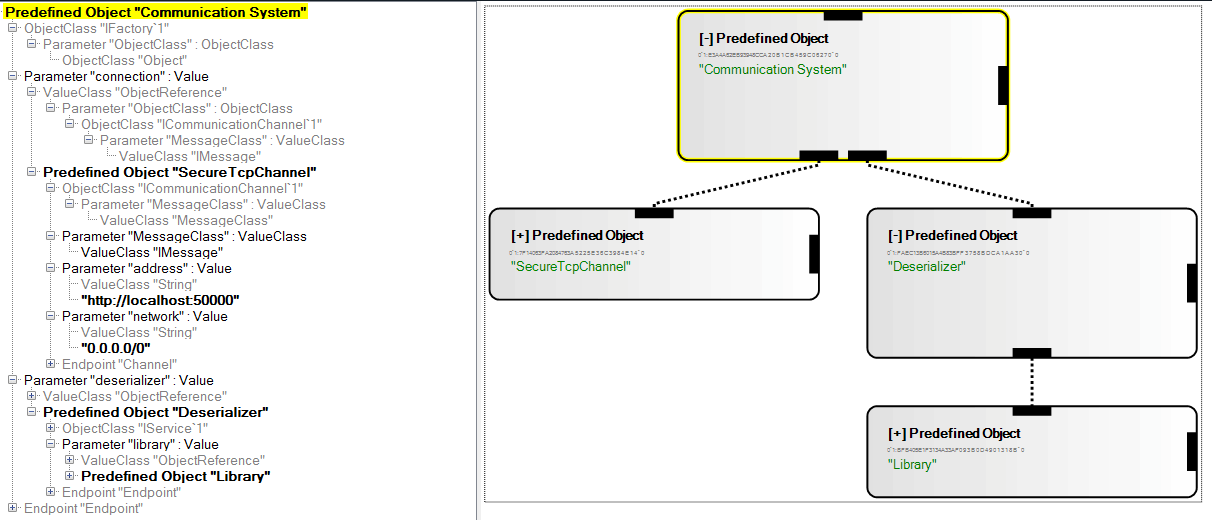 Predefined Object "Communication System"
ObjectClass "IFactory`1"
Parameter "ObjectClass" : ObjectClass
ObjectClass "Object"
Parameter "connection" : Value
ValueClass "ObjectReference"
Parameter "ObjectClass" : ObjectClass
ObjectClass "ICommunicationChannel`1"
Parameter "MessageClass" : ValueClass
ValueClass "IMessage"
Predefined Object "SecureTcpChannel"
ObjectClass "ICommunicationChannel`1"
Parameter "MessageClass" : ValueClass
ValueClass "MessageClass"
Parameter "MessageClass" : ValueClass
ValueClass "IMessage"
Parameter "address" : Value
ValueClass "String"
"http://localhost:50000"
Parameter "network" : Value
ValueClass "String"
"0.0.0.0/0"
Endpoint "Channel"
Parameter "deserializer" : Value
ValueClass "ObjectReference"
Predefined Object "Deserializer"
ObjectClass "IService`1"
Parameter "library" : Value
ValueClass "ObjectReference"
Predefined Object "Library"
Endpoint "Endpoint"
Endpoint "Endpoint"
[-] Predefined Object
"Communication System"
[+] Predefined Object
"SecureTcpChannel"
[-] Predefined Object
"Deserializer"
[+] Predefined Object
"Library"